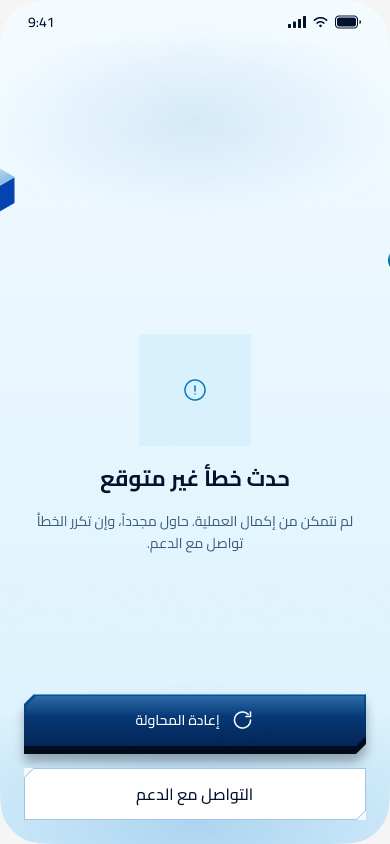 9:41
حدث خطأ غير متوقع
لم نتمكن من إكمال العملية. حاول مجدداً، وإن تكرر الخطأ
تواصل مع الدعم.
إعادة المحاولة
التواصل مع الدعم